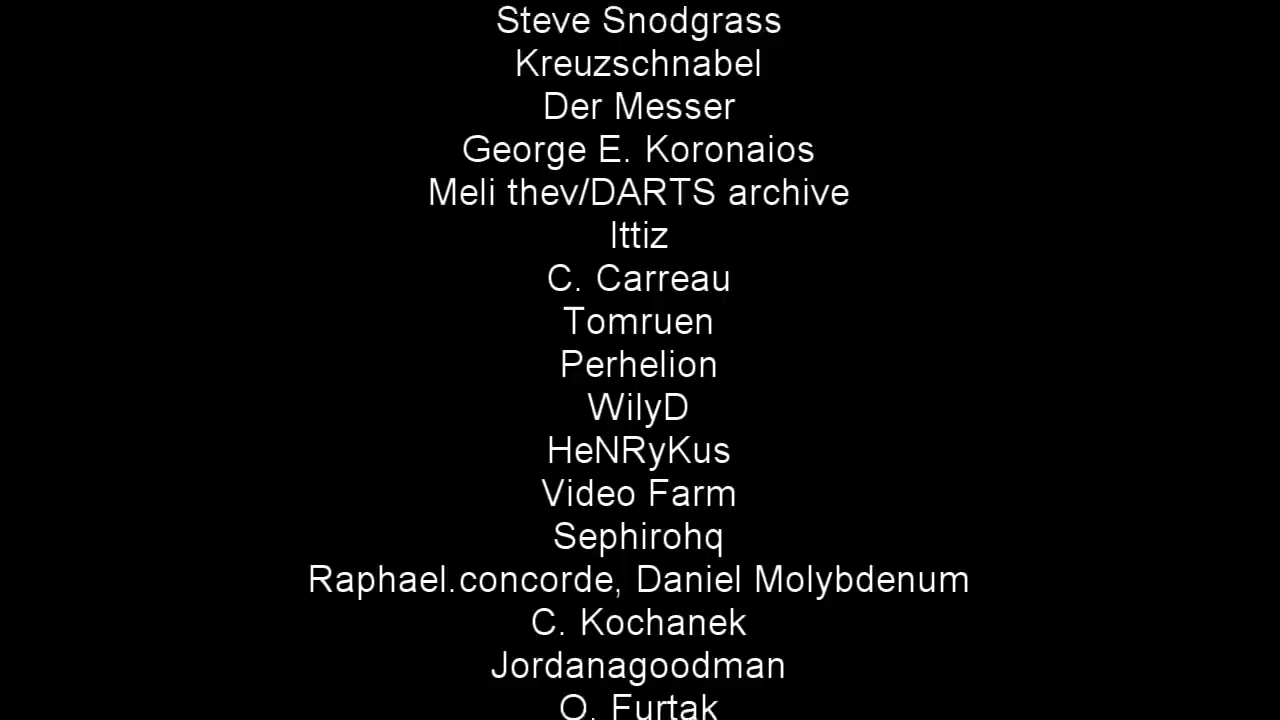 Steve Snodgrass
Kreuzschnabel
Der Messer
George E. Koronaios
Meli thev/DARTS archive
Ittiz
C. Carreau
Tomruen
Perhelion
WilyD
HeNRyKus
Video Farm
Sephirohq
Raphael.concorde, Daniel Molybdenum
C. Kochanek
Jordanagoodman
O. Furtak